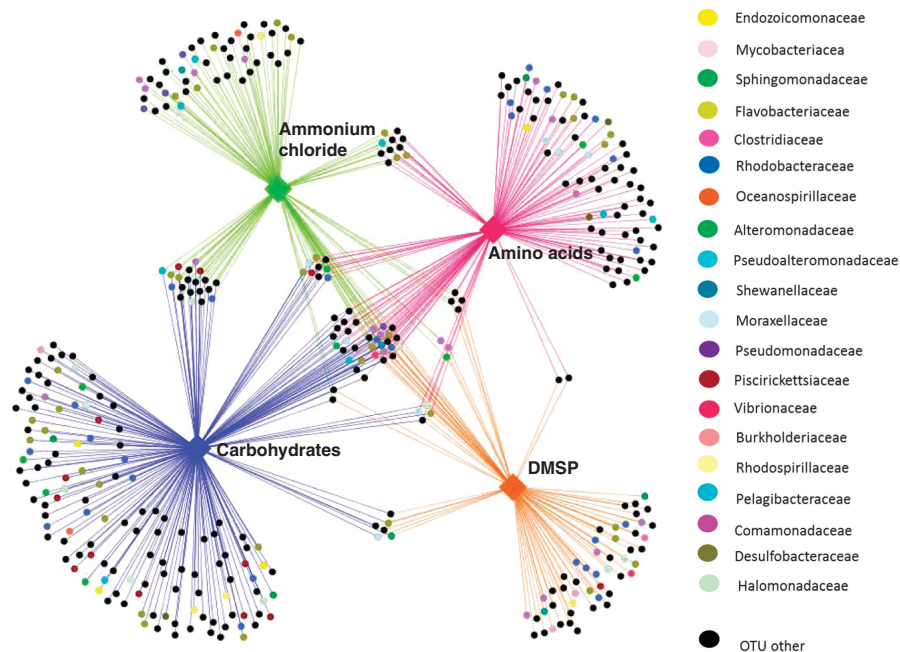 Ammonium
chloride
Amino acids
Carbohydrates
DMSP
Endozoicomonaceae
Mycobacteriacea
Sphingomonadaceae
Flavobacteriaceae
Clostridiaceae
Rhodobacteraceae
Oceanospirillaceae
Alteromonadaceae
Pseudoalteromonadaceae
Shewanellaceae
Moraxellaceae
Pseudomonadaceae
Piscirickettsiaceae
Vibrionaceae
Burkholderiaceae
Rhodospirillaceae
Pelagibacteraceae
Comamonadaceae
Desulfobacteraceae
Halomonadaceae
OTU other